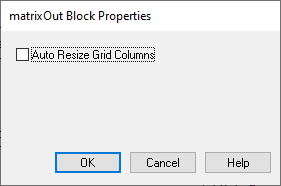 matrixOut Block Properties
Auto Resize Grid Columns
OK
Cancel
Help